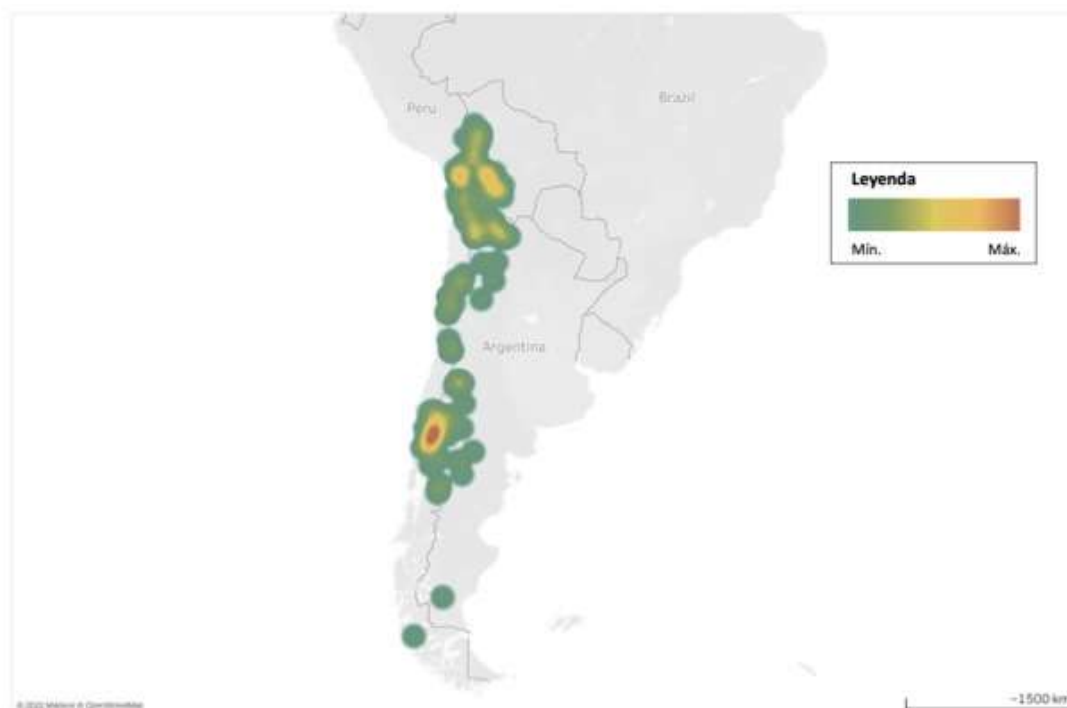 Peru
Brazil
Leyenda
Mín. Máx.
Argentina
~1500 km